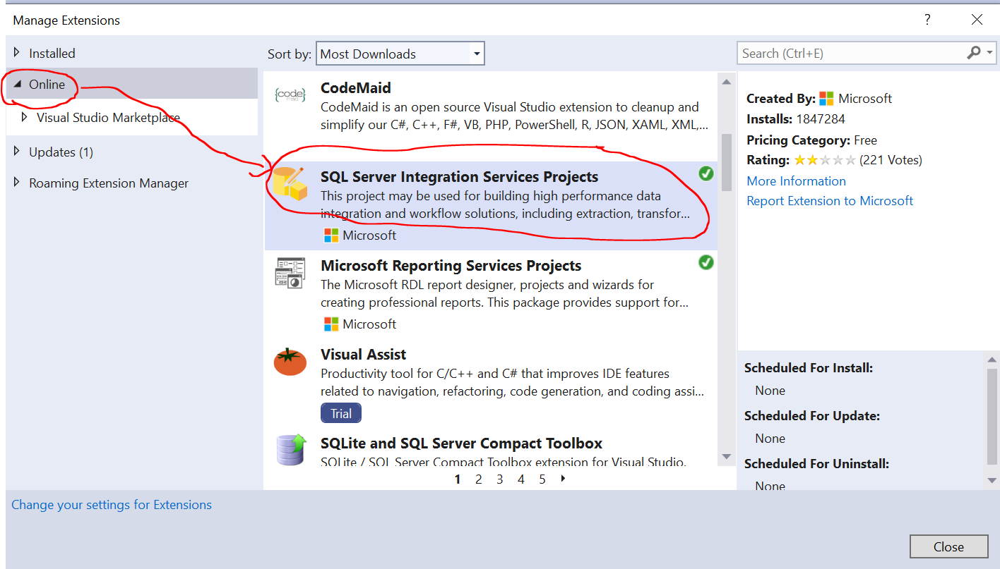 Manage Extensions
?
Installed
Online
Visual Studio Marketplace
Updates (1)
Roaming Extension Manager
Sort by: Most Downloads
Search (Ctrl+E)
{code}
maid
CodeMaid
CodeMaid is an open source Visual Studio extension to cleanup and
simplify our C#, C++, F#, VB, PHP, PowerShell, R, JSON, XAML, XML,...
SQL Server Integration Services Projects
This project may be used for building high performance data
integration and workflow solutions, including extraction, transfor...
Microsoft
Microsoft Reporting Services Projects
The Microsoft RDL report designer, projects and wizards for
creating professional reports. This package provides support for...
Microsoft
Visual Assist
Productivity tool for C/C++ and C# that improves IDE features
related to navigation, refactoring, code generation, and coding assi...
Trial
SQLite and SQL Server Compact Toolbox
SQLite / SQL Server Compact Toolbox extension for Visual Studio.
1 2 3 4 5
Created By: Microsoft
Installs: 1847284
Pricing Category: Free
Rating: (221 Votes)
More Information
Report Extension to Microsoft
Scheduled For Install:
None
Scheduled For Update:
None
Scheduled For Uninstall:
None
Change your settings for Extensions
Close